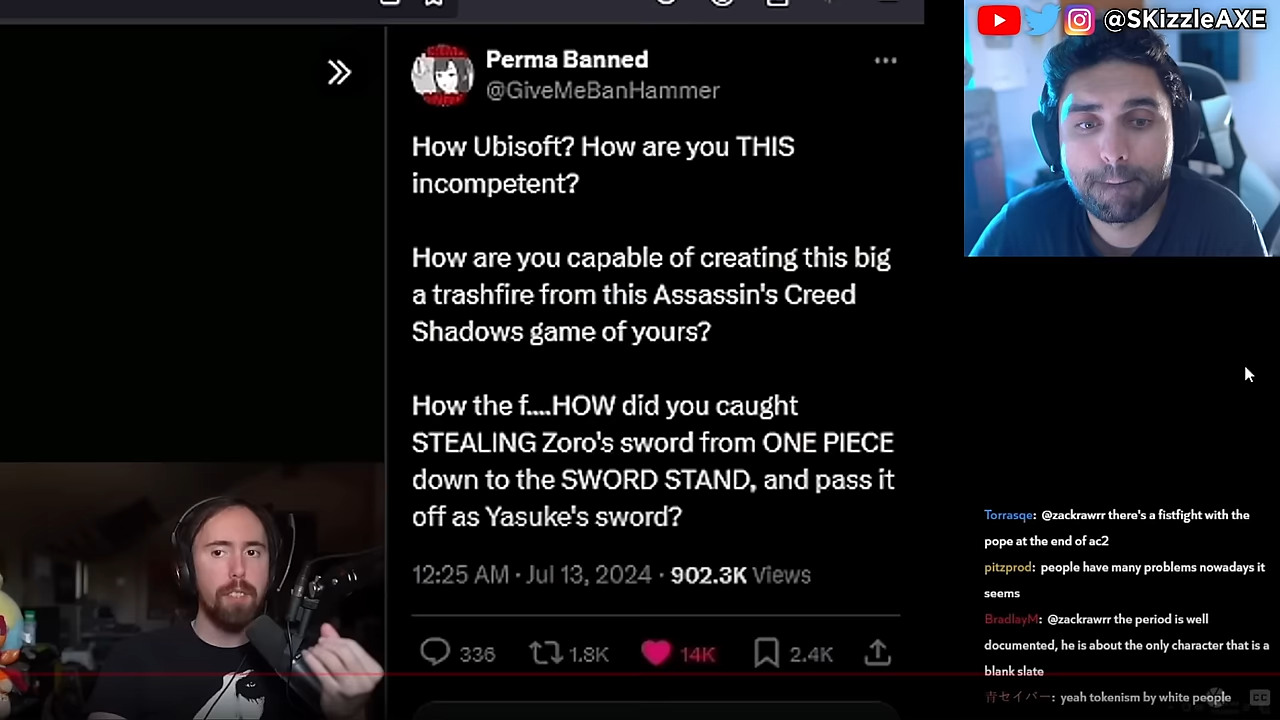 @SKizzleAXE
Perma Banned
@GiveMeBanHammer
How Ubisoft? How are you THIS
incompetent?
How are you capable of creating this big
a trashfire from this Assassin's Creed
Shadows game of yours?
How the f....HOW did you caught
STEALING Zoro's sword from ONE PIECE
down to the SWORD STAND, and pass it
off as Yasuke's sword?
12:25 AM · Jul 13, 2024 · 902.3K Views
336 1.8K 14K 2.4K
Torrasqe: @zackrawrr there's a fistfight with the
pope at the end of ac2
pitzprod: people have many problems nowadays it
seems
BradlayM: @zackrawrr the period is well
documented, he is about the only character that is a
blank slate
青セイバー: yeah tokenism by white people
CC